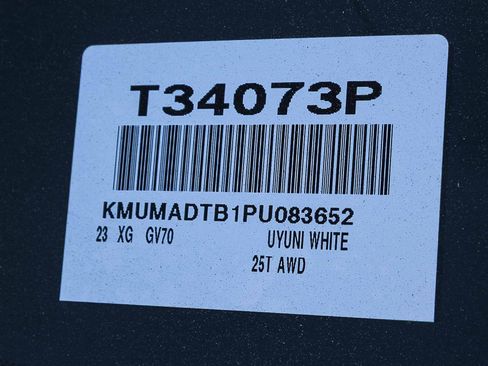 T34073P
KMUMADTB1PU083652
23 XG GV70 UYUNI WHITE
25T AWD